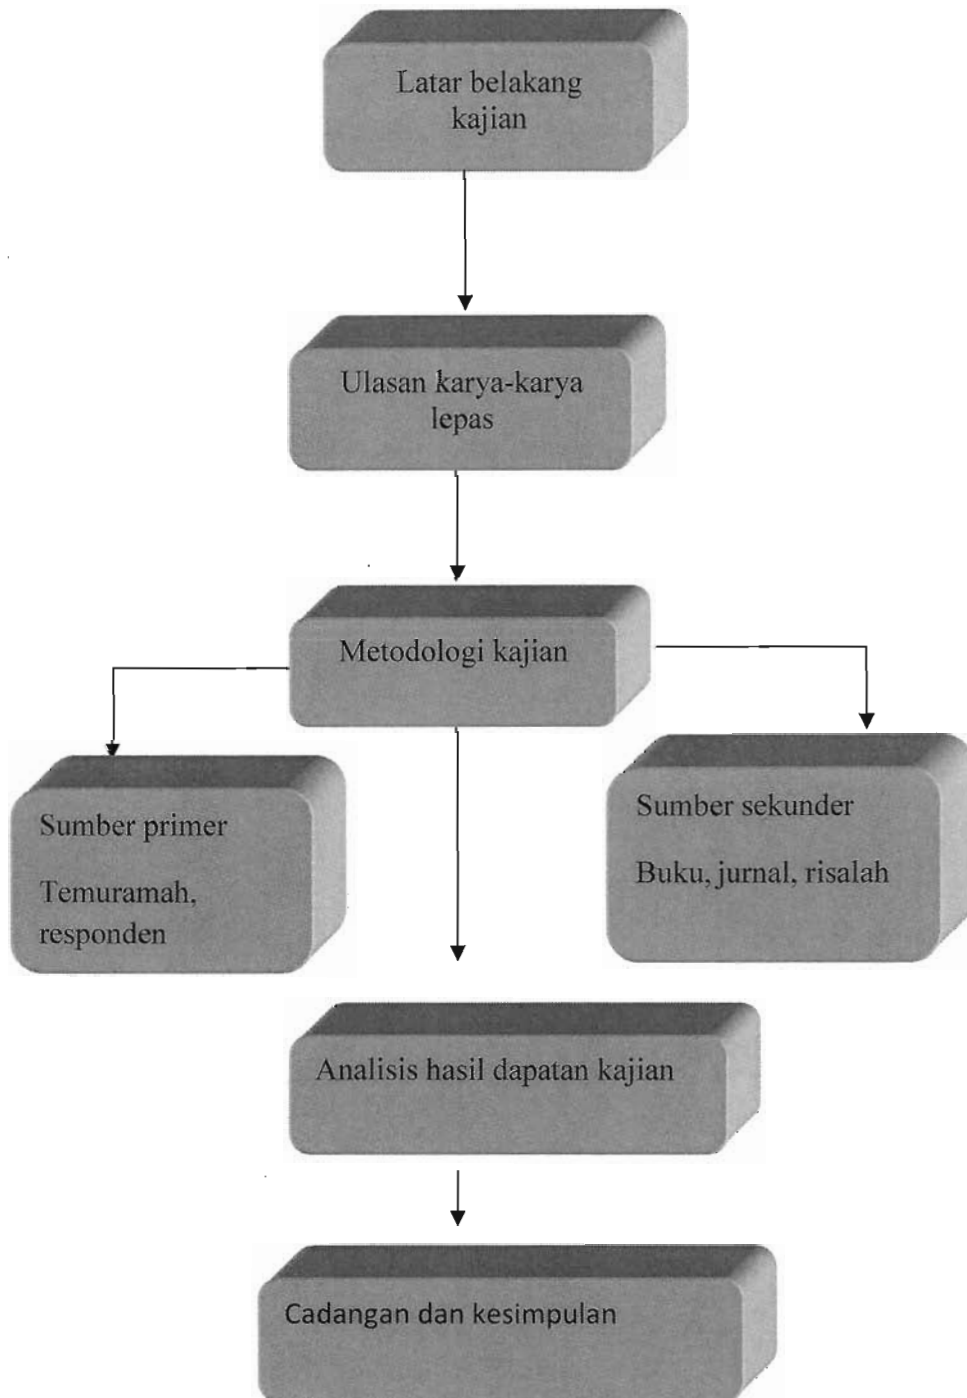 Latar belakang
kajian
Ulasan karya-karya
lepas
Metodologi kajian
Sumber primer
Temuramah,
responden
Sumber sekunder
Buku, jurnal, risalah
Analisis hasil dapatan kajian
Cadangan dan kesimpulan